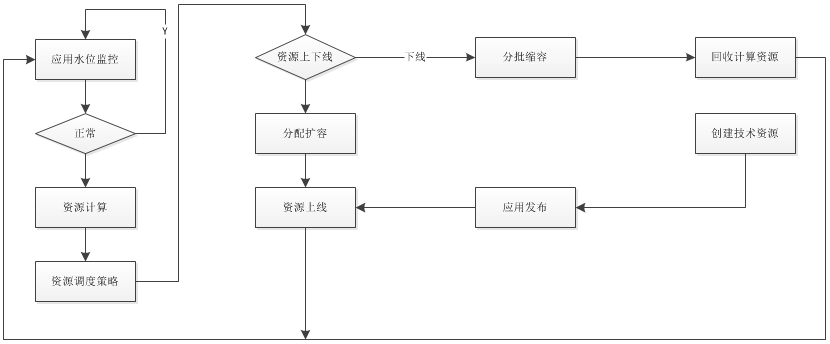 Y
应用水位监控
正常
资源计算
资源调度策略
资源上下线
下线
分批缩容
回收计算资源
分配扩容
创建技术资源
资源上线
应用发布